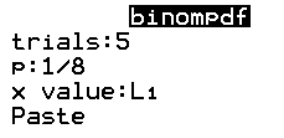 binompdf
trials:5
p:1/8
x value:L₁
Paste